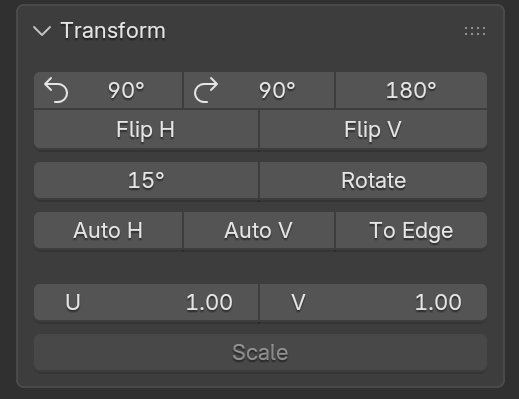 Transform
90° 90° 180°
Flip H Flip V
15° Rotate
Auto H Auto V To Edge
U 1.00 V 1.00
Scale